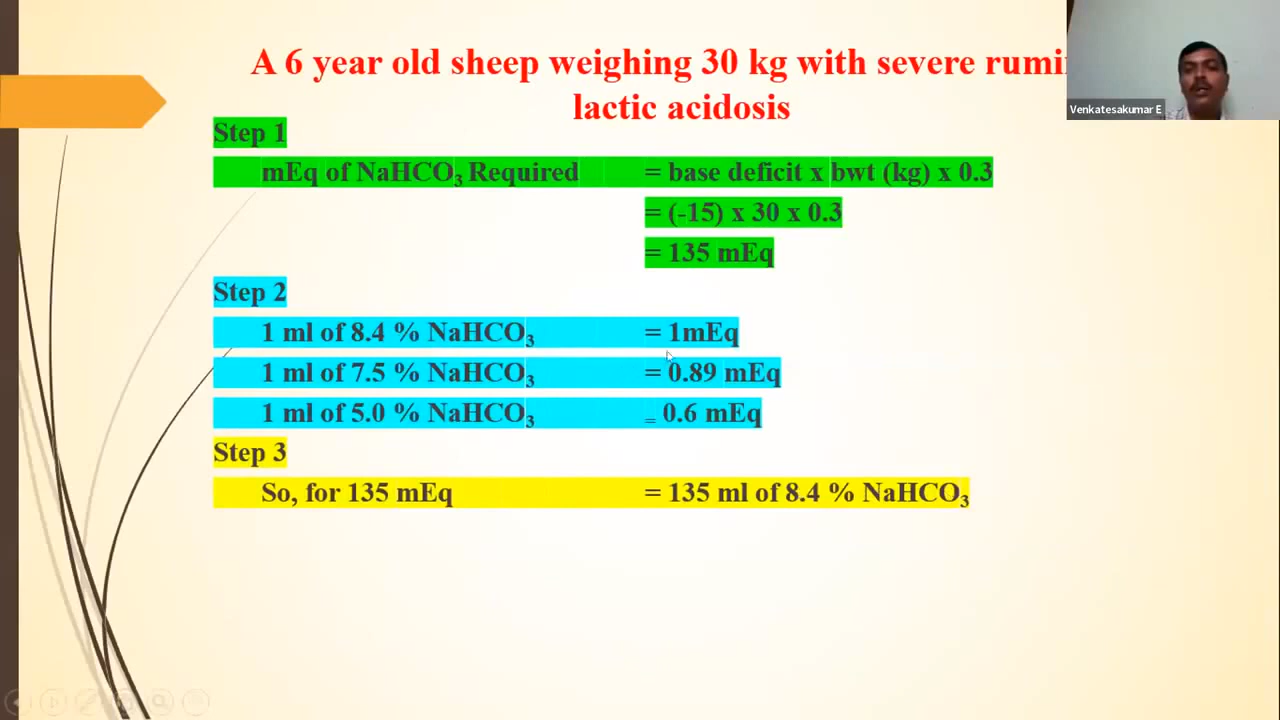 A 6 year old sheep weighing 30 kg with severe
lactic acidosis
Venkatesakumar E
Step 1
mEq of NaHCO₃ Required = base deficit x bwt (kg) x 0.3
= (-15) x 30 x 0.3
= 135 mEq
Step 2
1 ml of 8.4 % NaHCO₃ = 1mEq
1 ml of 7.5 % NaHCO₃ = 0.89 mEq
1 ml of 5.0 % NaHCO₃ = 0.6 mEq
Step 3
So, for 135 mEq = 135 ml of 8.4 % NaHCO₃